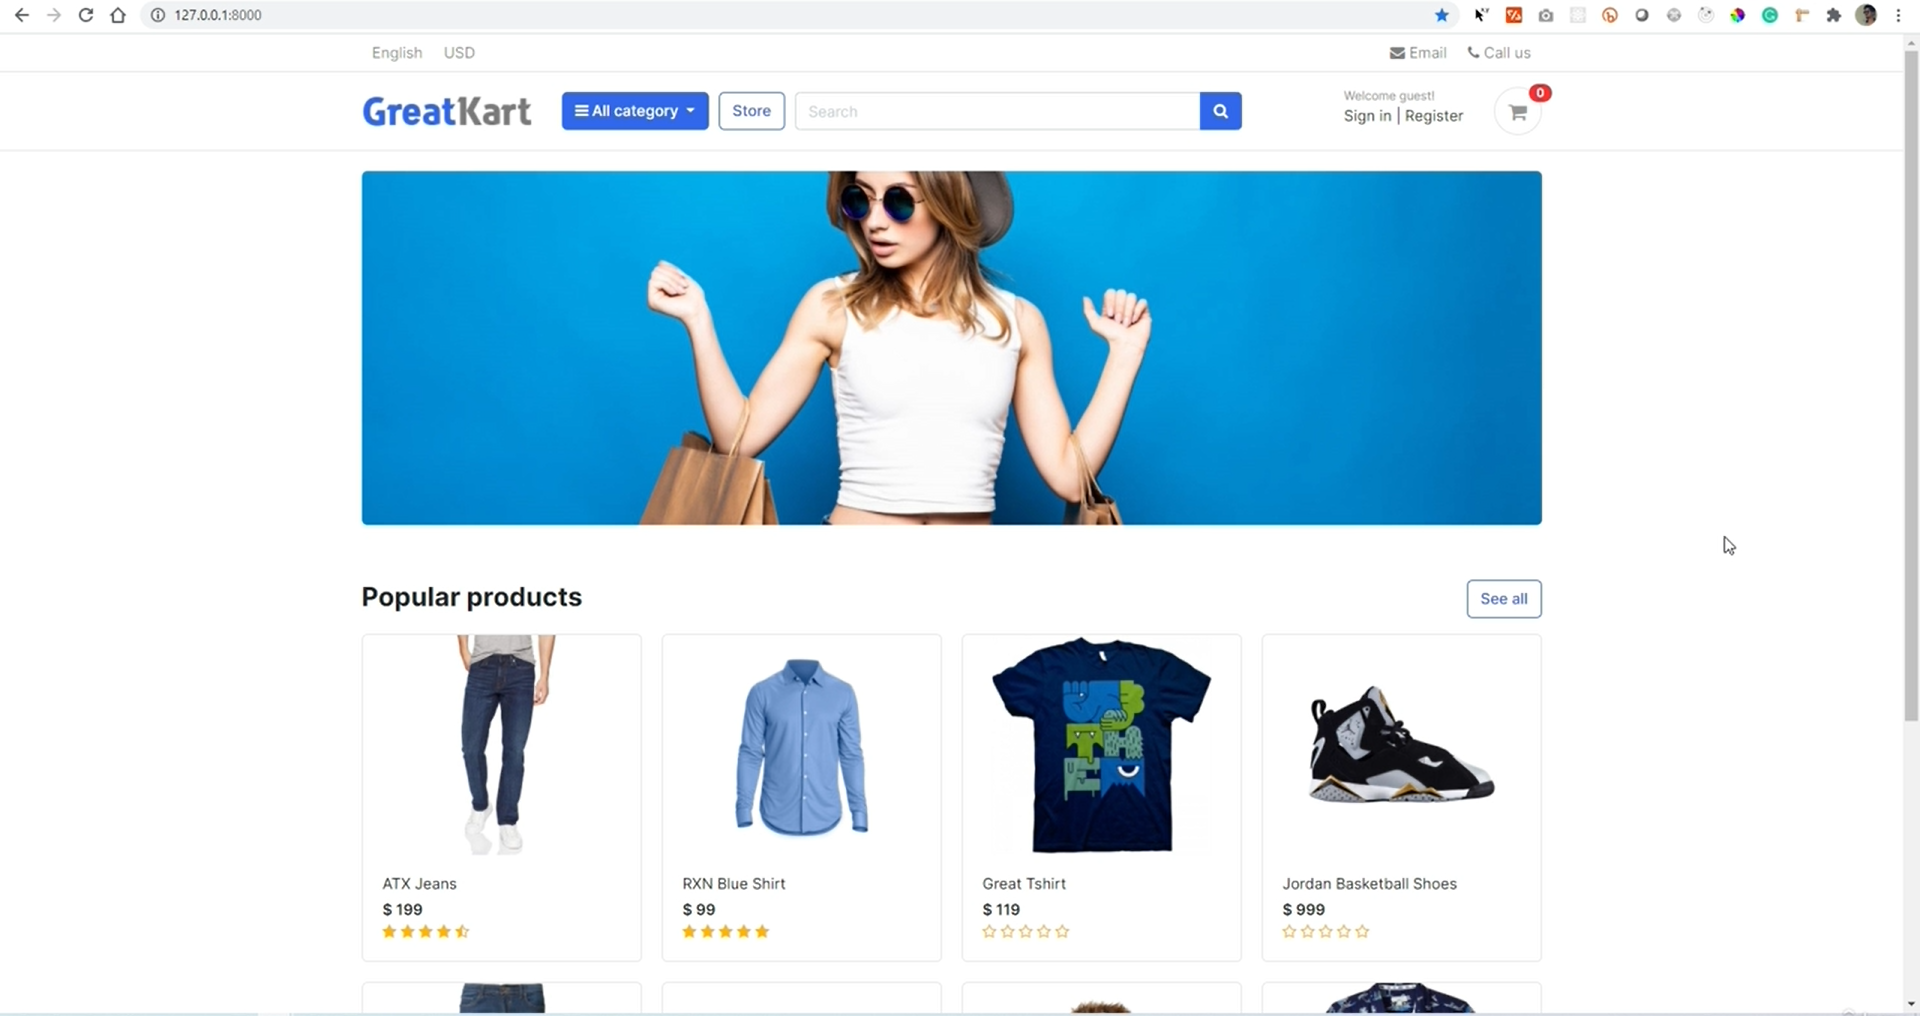 127.0.0.1:8000
English USD Email Call us
GreatKart All category Store Search Welcome guest! Sign in | Register 0
Popular products See all
ATX Jeans
$ 199
RXN Blue Shirt
$ 99
Great Tshirt
$ 119
Jordan Basketball Shoes
$ 999